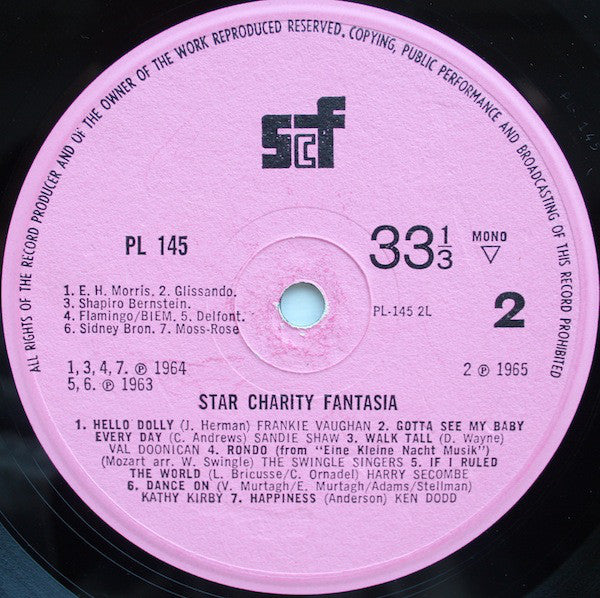 ALL RIGHTS OF THE RECORD PRODUCER AND OF THE OWNER OF THE WORK REPRODUCED RESERVED. COPYING, PUBLIC PERFORMANCE AND BROADCASTING OF THIS RECORD PROHIBITED
scf
PL 145
33 1/3
MONO
1. E. H. Morris. 2. Glissando.
3. Shapiro Bernstein.
4. Flamingo/BIEM. 5. Delfont.
6. Sidney Bron. 7. Moss-Rose
PL-145 2L
2
1,3,4,7. ℗ 1964
5,6. ℗ 1963
2 ℗ 1965
STAR CHARITY FANTASIA
1. HELLO DOLLY (J. Herman) FRANKIE VAUGHAN 2. GOTTA SEE MY BABY
EVERY DAY (C. Andrews) SANDIE SHAW 3. WALK TALL (D. Wayne)
VAL DOONICAN 4. RONDO (from "Eine Kleine Nacht Musik")
(Mozart arr. W. Swingle) THE SWINGLE SINGERS 5. IF I RULED
THE WORLD (L. Bricusse/C. Ornadel) HARRY SECOMBE
6. DANCE ON (V. Murtagh/E. Murtagh/Adams/Stellman)
KATHY KIRBY 7. HAPPINESS (Anderson) KEN DODD